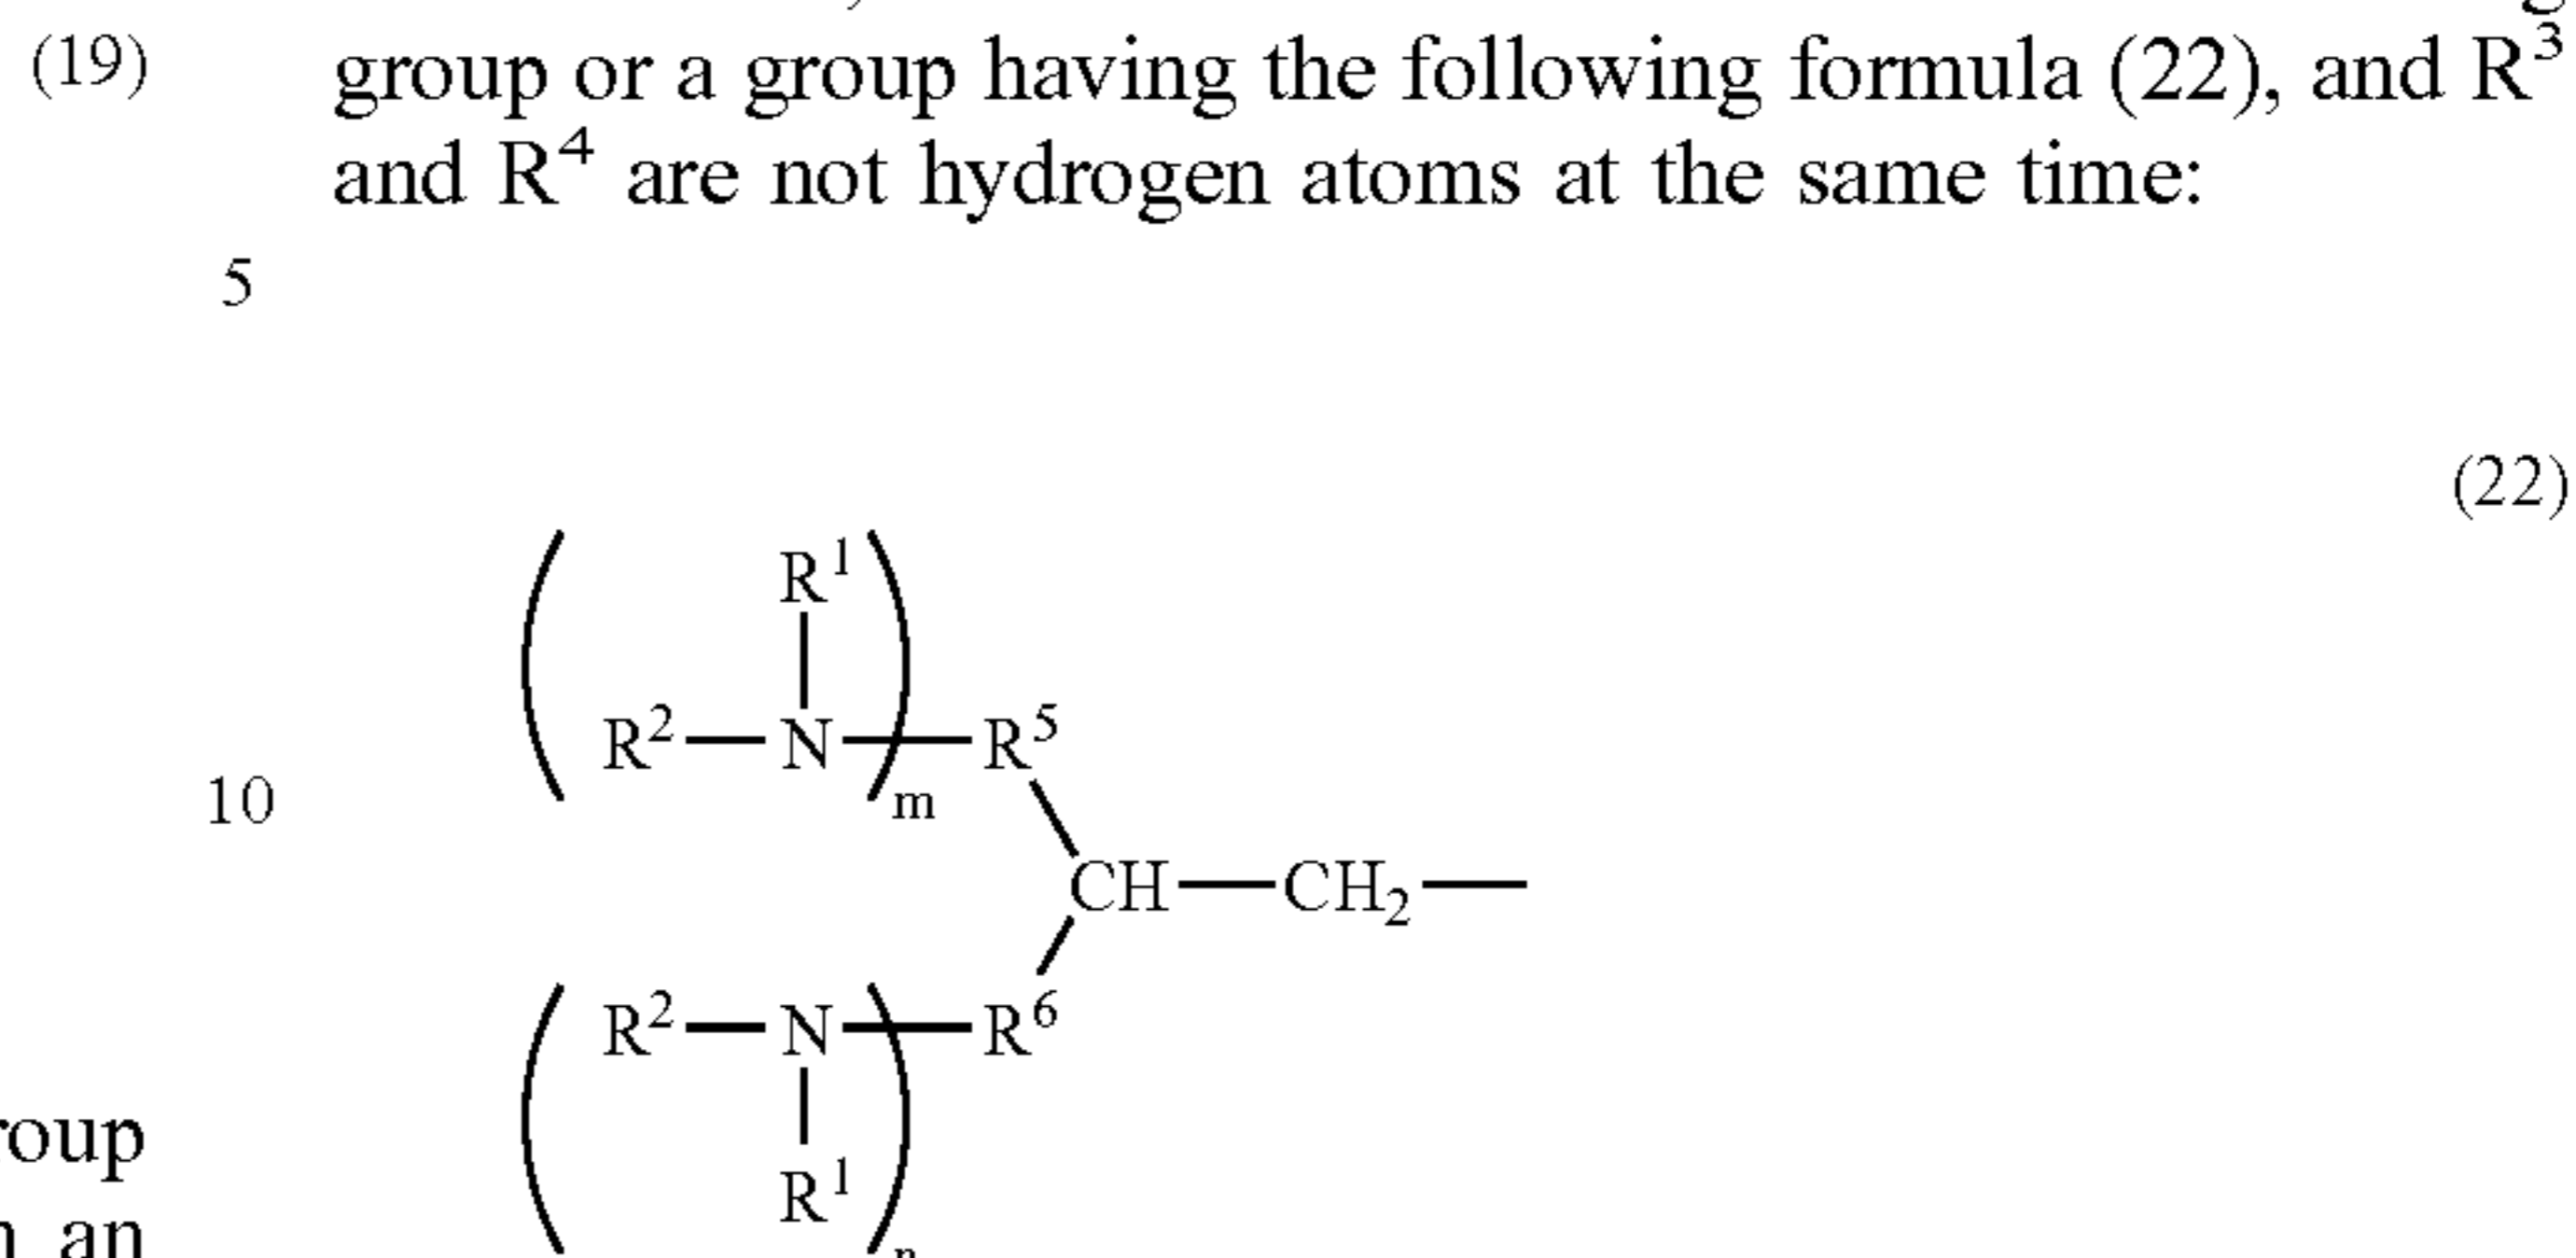 (19)
group or a group having the following formula (22), and R³
and R⁴ are not hydrogen atoms at the same time:
5
(22)
R¹
R²—N—R⁵
m
10
CH—CH₂—
R²—N—R⁶
R¹
an